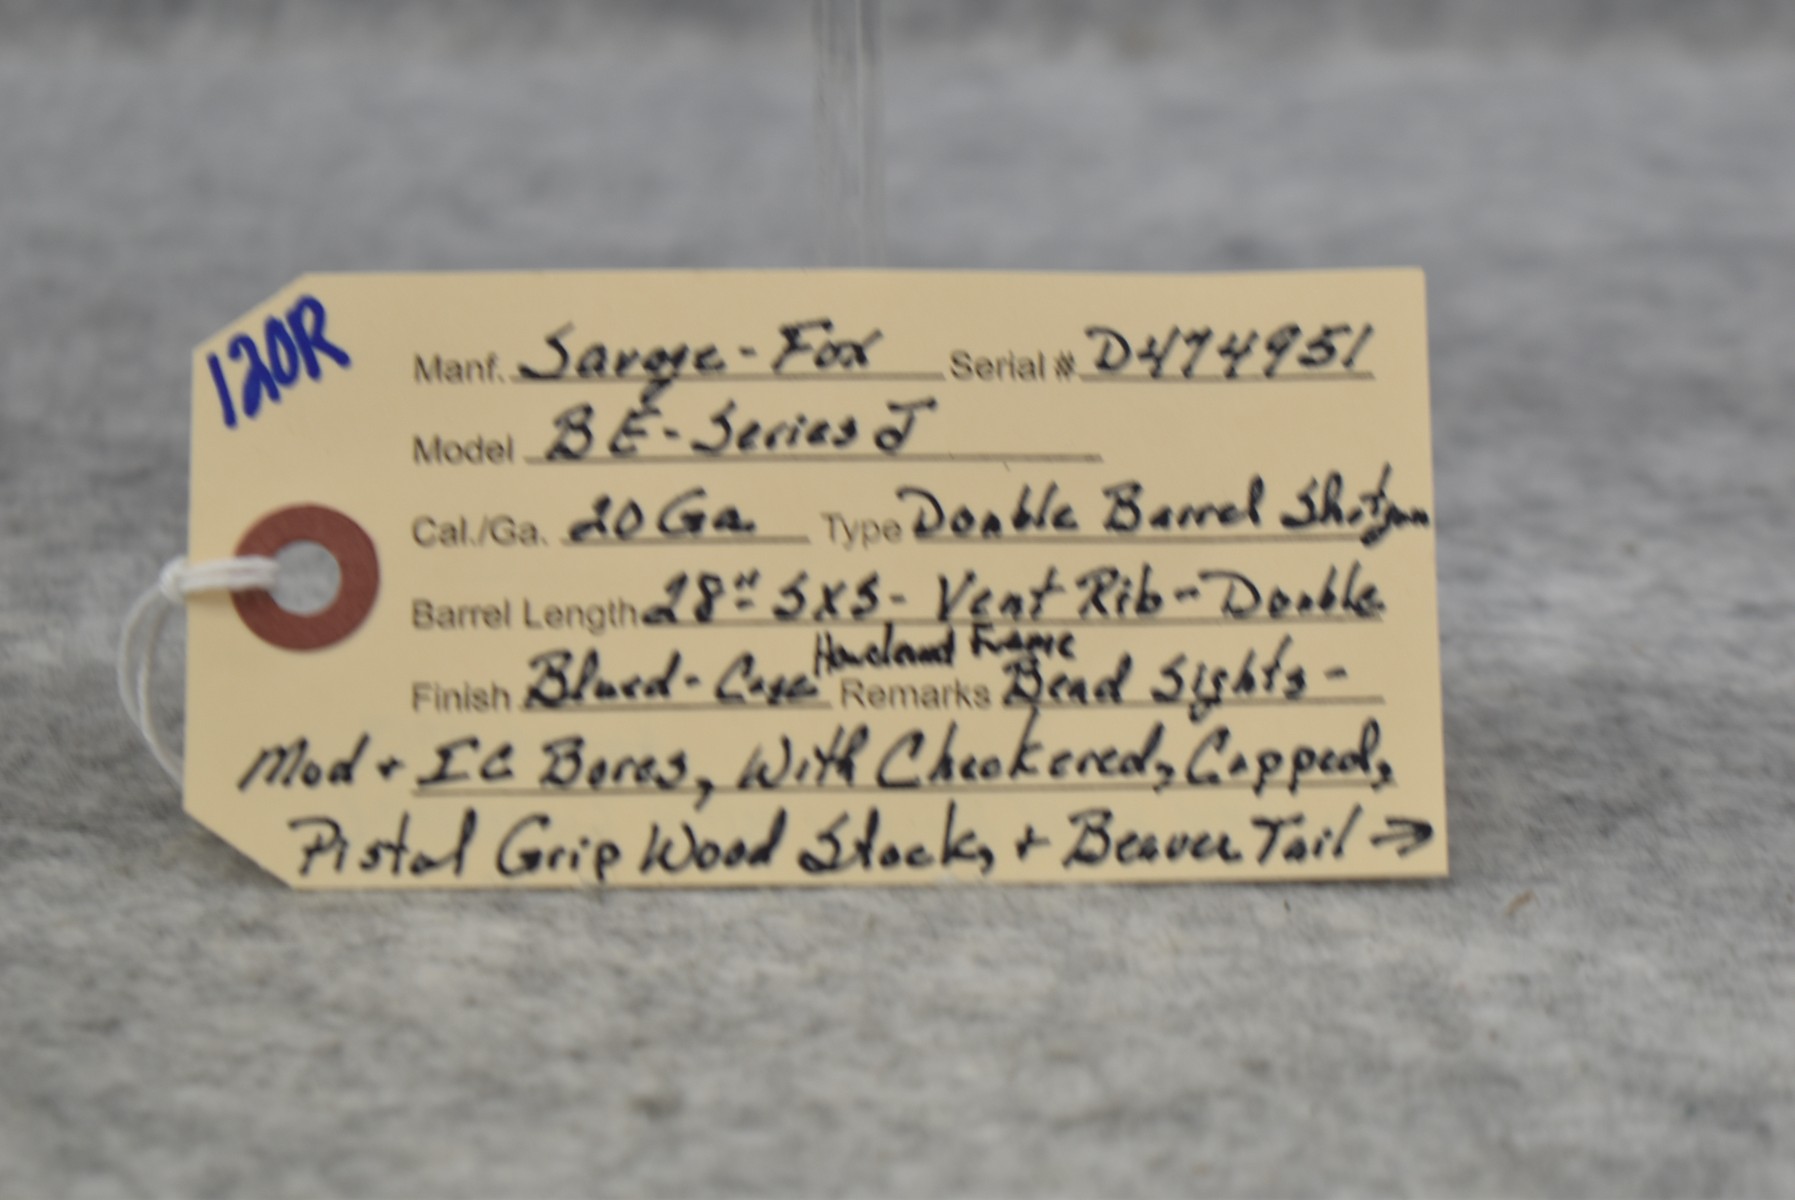 120R
Manf. Savage - Fox Serial # D474951
Model BE - Series J
Cal./Ga. 20 Ga Type Double Barrel Shotgun
Barrel Length 28" SXS - Vent Rib - Double
Hardened Frame
Finish Blued - Case Remarks Bead Sights -
Mod + IC Bores, With Checkered, Capped,
Pistol Grip Wood Stock, + Beaver Tail →